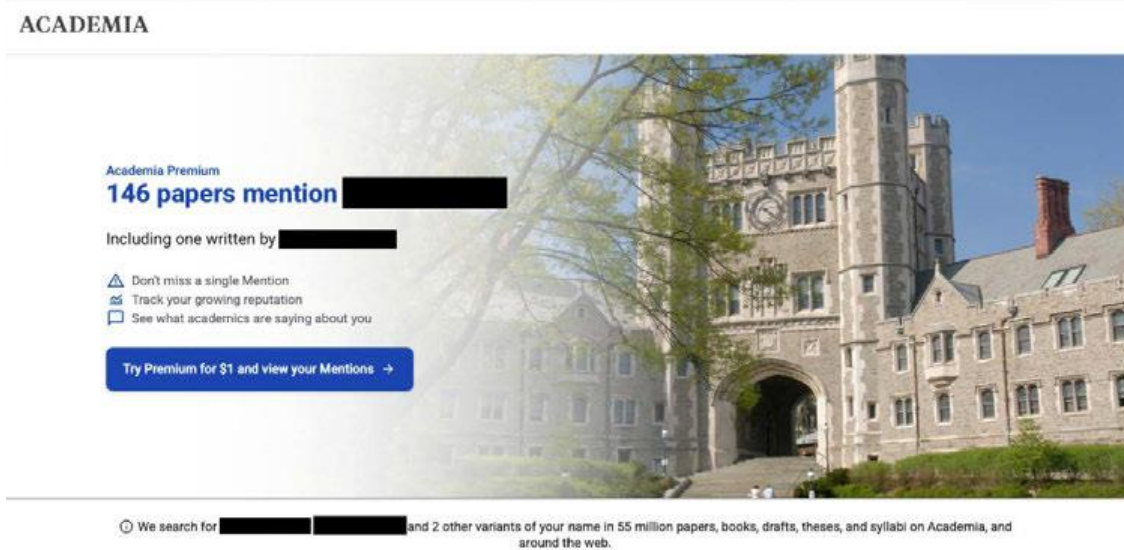 ACADEMIA
Academia Premium
146 papers mention
Including one written by
Don't miss a single Mention
Track your growing reputation
See what academics are saying about you
Try Premium for $1 and view your Mentions →
We search for and 2 other variants of your name in 55 million papers, books, drafts, theses, and syllabi on Academia, and
around the web.